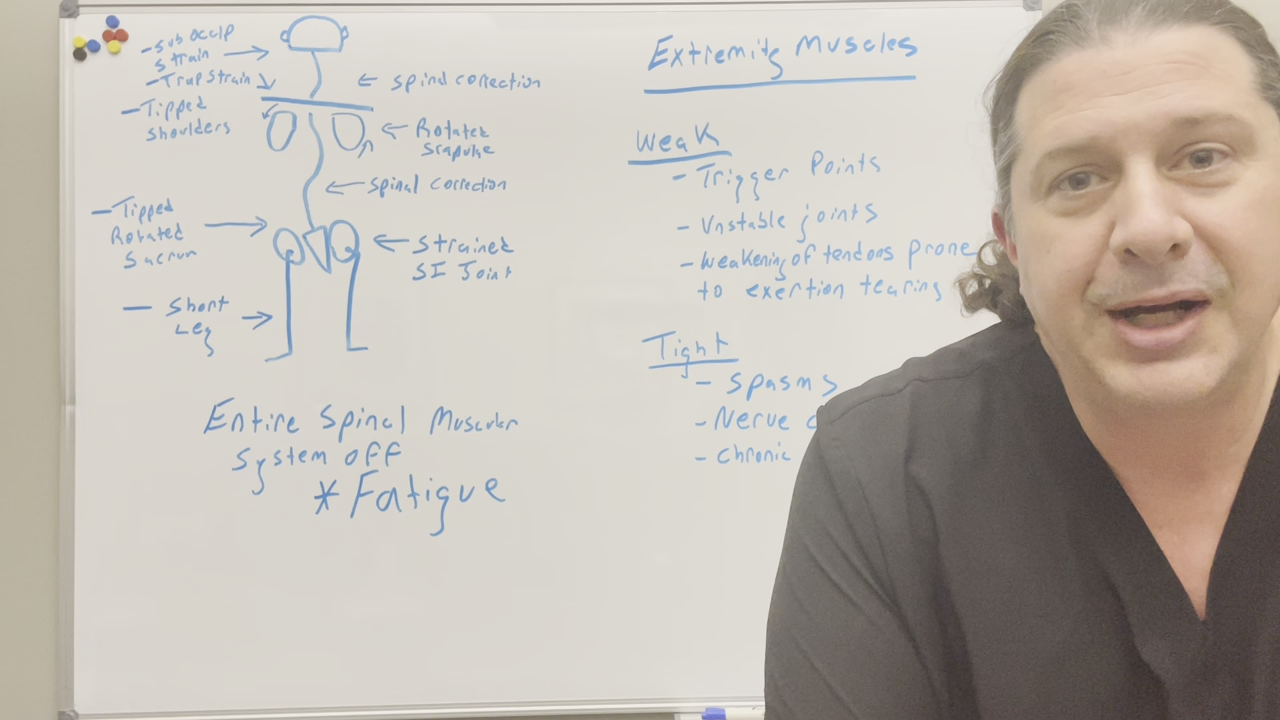 - Sub occip
strain
- Trap strain
- Tipped
shoulders
spinal correction
Rotated
Scapulae
spinal correction
- Tipped
Rotated
Sacrum
Strained
SI Joint
- Short
Leg
Entire Spinal Muscular
System off
* Fatigue
Extremity Muscles
Weak
- Trigger Points
- Unstable joints
- Weakening of tendons prone
to exertion tearing
Tight
- Spasms
- Nerve
- Chronic